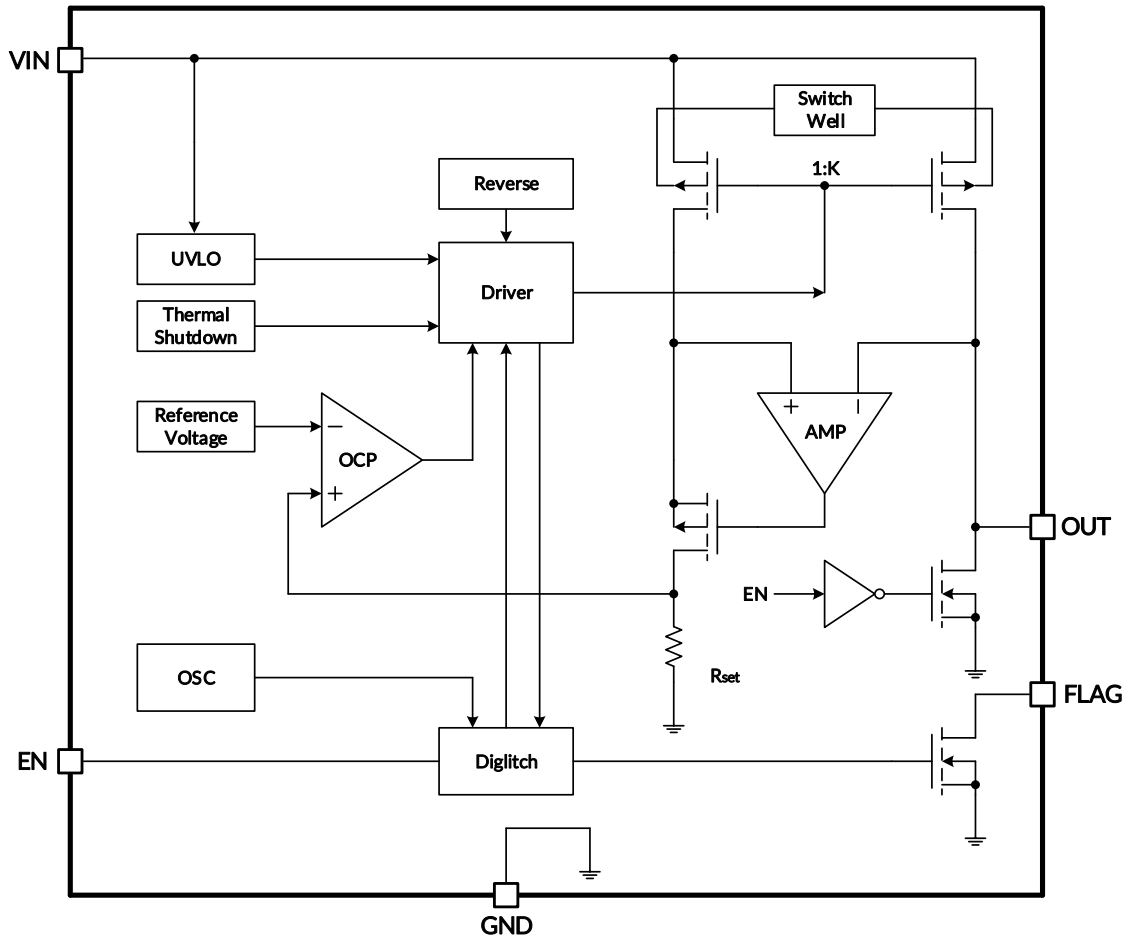 VIN
Switch
Well
Reverse
1:K
UVLO
Driver
Thermal
Shutdown
Reference
Voltage
−
OCP
+
+
−
AMP
OUT
EN
OSC
Rset
FLAG
EN
Diglitch
GND